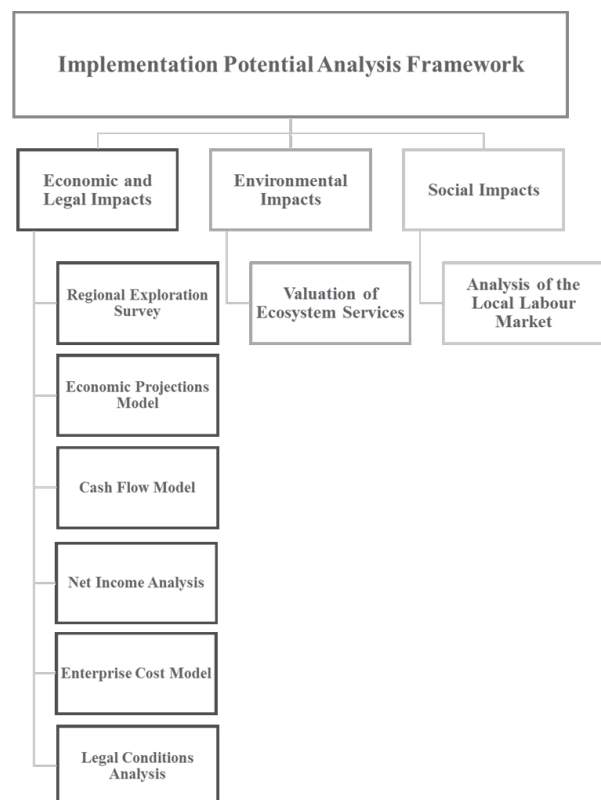 Implementation Potential Analysis Framework
Economic and
Legal Impacts
Environmental
Impacts
Social Impacts
Regional Exploration
Survey
Economic Projections
Model
Cash Flow Model
Net Income Analysis
Enterprise Cost Model
Legal Conditions
Analysis
Valuation of
Ecosystem Services
Analysis of the
Local Labour
Market